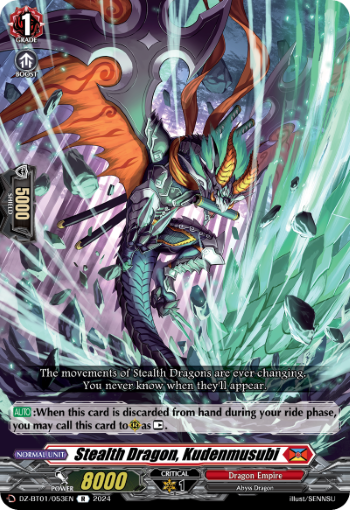 1
GRADE
BOOST
5000
SHIELD
The movements of Stealth Dragons are ever changing.
You never know when they'll appear.
AUTO:When this card is discarded from hand during your ride phase,
you may call this card to R as .
NORMAL UNIT
Stealth Dragon, Kudenmusubi
POWER 8000
CRITICAL
1
Dragon Empire
Abyss Dragon
D DZ-BT01/053EN R 2024
illust/SENNSU